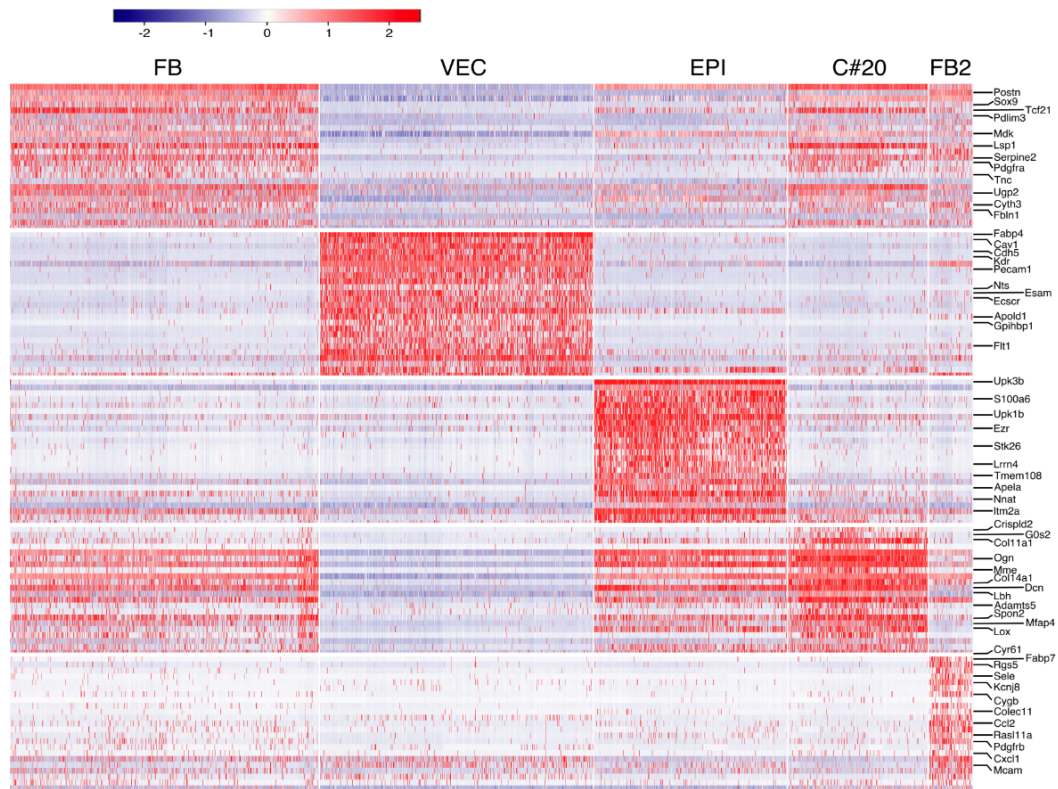 -2 -1 0 1 2
FB VEC EPI C#20 FB2
Postn
Sox9
Tcf21
Pdlim3
Mdk
Lsp1
Serpine2
Pdgfra
Tnc
Ugp2
Cyth3
Fbln1
Fabp4
Cav1
Cdh5
Kdr
Pecam1
Nts
Esam
Ecscr
Apold1
Gpihbp1
Flt1
Upk3b
S100a6
Upk1b
Ezr
Stk26
Lrrn4
Tmem108
Apela
Nnat
Itm2a
Crispld2
G0s2
Col11a1
Ogn
Mme
Col14a1
Dcn
Lbh
Adamts5
Spon2
Mfap4
Lox
Cyr61
Fabp7
Rgs5
Sele
Kcnj8
Cygb
Colec11
Ccl2
Rasl11a
Pdgfrb
Cxcl1
Mcam